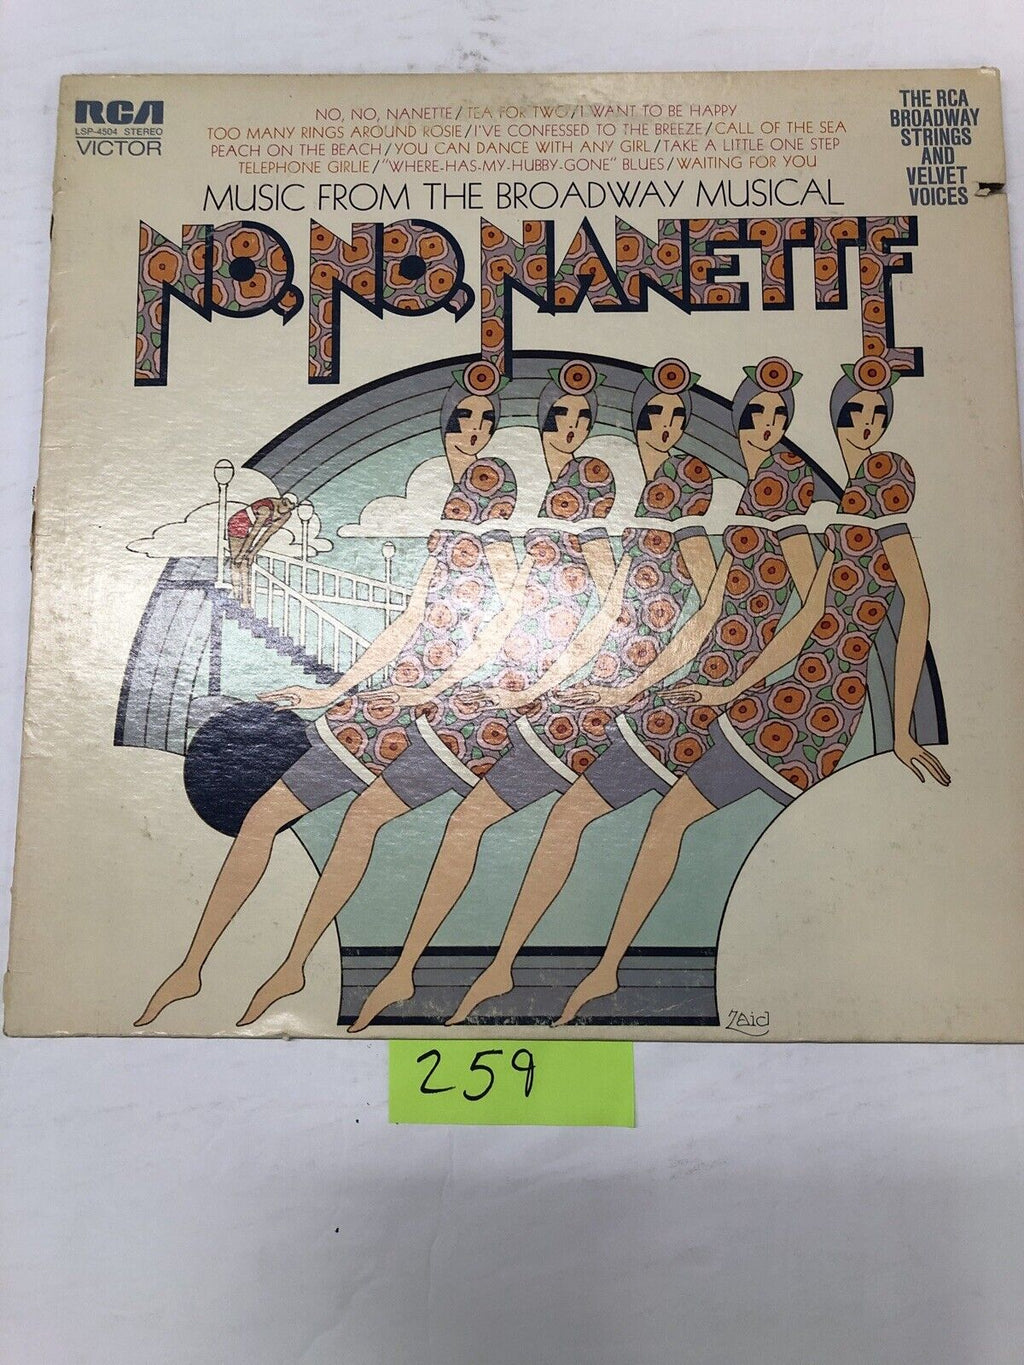 RCA
LSP-4504 STEREO
VICTOR
NO, NO, NANETTE/TEA FOR TWO/I WANT TO BE HAPPY
TOO MANY RINGS AROUND ROSIE/I'VE CONFESSED TO THE BREEZE/CALL OF THE SEA
PEACH ON THE BEACH/YOU CAN DANCE WITH ANY GIRL/TAKE A LITTLE ONE STEP
TELEPHONE GIRLIE/"WHERE-HAS-MY-HUBBY-GONE" BLUES/WAITING FOR YOU
THE RCA
BROADWAY
STRINGS
AND
VELVET
VOICES
MUSIC FROM THE BROADWAY MUSICAL
NO, NO, NANETTE
Zaid
259